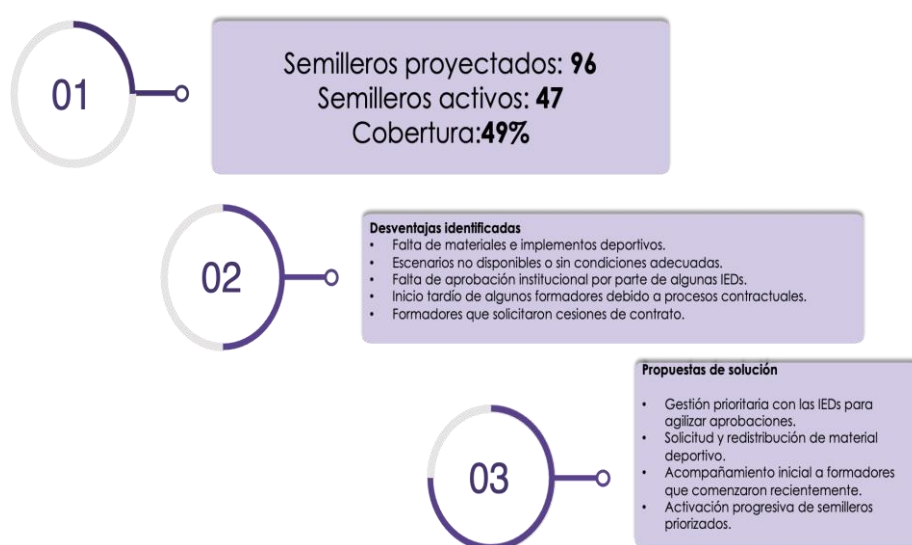 01
Semilleros proyectados: 96
Semilleros activos: 47
Cobertura:49%
02
Desventajas identificadas
• Falta de materiales e implementos deportivos.
• Escenarios no disponibles o sin condiciones adecuadas.
• Falta de aprobación institucional por parte de algunas IEDs.
• Inicio tardío de algunos formadores debido a procesos contractuales.
• Formadores que solicitaron cesiones de contrato.
03
Propuestas de solución
• Gestión prioritaria con las IEDs para
agilizar aprobaciones.
• Solicitud y redistribución de material
deportivo.
• Acompañamiento inicial a formadores
que comenzaron recientemente.
• Activación progresiva de semilleros
priorizados.